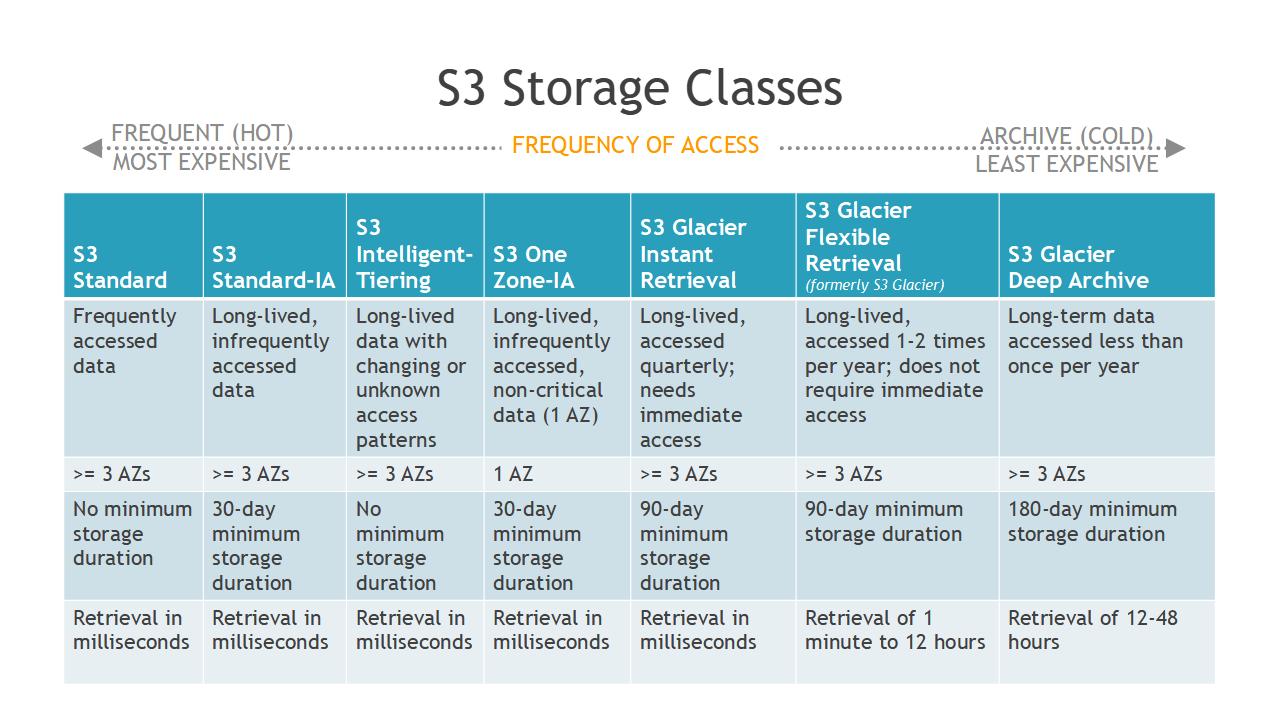 S3 Storage Classes
FREQUENT (HOT)
MOST EXPENSIVE
FREQUENCY OF ACCESS
ARCHIVE (COLD)
LEAST EXPENSIVE
S3
Standard
S3
Standard-IA
S3
Intelligent-
Tiering
S3 One
Zone-IA
S3 Glacier
Instant
Retrieval
S3 Glacier
Flexible
Retrieval
(formerly S3 Glacier)
S3 Glacier
Deep Archive
Frequently
accessed
data
Long-lived,
infrequently
accessed
data
Long-lived
data with
changing or
unknown
access
patterns
Long-lived,
infrequently
accessed,
non-critical
data (1 AZ)
Long-lived,
accessed
quarterly;
needs
immediate
access
Long-lived,
accessed 1-2 times
per year; does not
require immediate
access
Long-term data
accessed less than
once per year
>= 3 AZs
>= 3 AZs
>= 3 AZs
1 AZ
>= 3 AZs
>= 3 AZs
>= 3 AZs
No minimum
storage
duration
30-day
minimum
storage
duration
No
minimum
storage
duration
30-day
minimum
storage
duration
90-day
minimum
storage
duration
90-day minimum
storage duration
180-day minimum
storage duration
Retrieval in
milliseconds
Retrieval in
milliseconds
Retrieval in
milliseconds
Retrieval in
milliseconds
Retrieval in
milliseconds
Retrieval of 1
minute to 12 hours
Retrieval of 12-48
hours